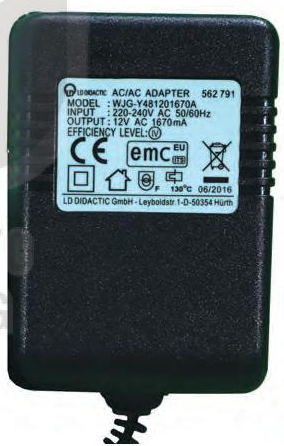 LD DIDACTIC AC/AC ADAPTER 562 791
MODEL : WJG-Y481201670A
INPUT : 220-240V AC 50/60Hz
OUTPUT : 12V AC 1670mA
EFFICIENCY LEVEL: IV
CE emc EU ITS
F 130°C 06/2016
LD DIDACTIC GmbH - Leyboldstr.1-D-50354 Hürth